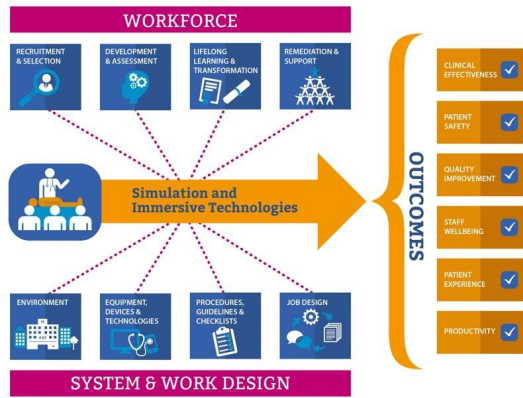 WORKFORCE
RECRUITMENT
& SELECTION
DEVELOPMENT
& ASSESSMENT
LIFELONG
LEARNING &
TRANSFORMATION
REMEDIATION &
SUPPORT
Simulation and
Immersive Technologies
ENVIRONMENT
EQUIPMENT,
DEVICES &
TECHNOLOGIES
PROCEDURES,
GUIDELINES &
CHECKLISTS
JOB DESIGN
SYSTEM & WORK DESIGN
OUTCOMES
CLINICAL
EFFECTIVENESS
PATIENT
SAFETY
QUALITY
IMPROVEMENT
STAFF
WELLBEING
PATIENT
EXPERIENCE
PRODUCTIVITY